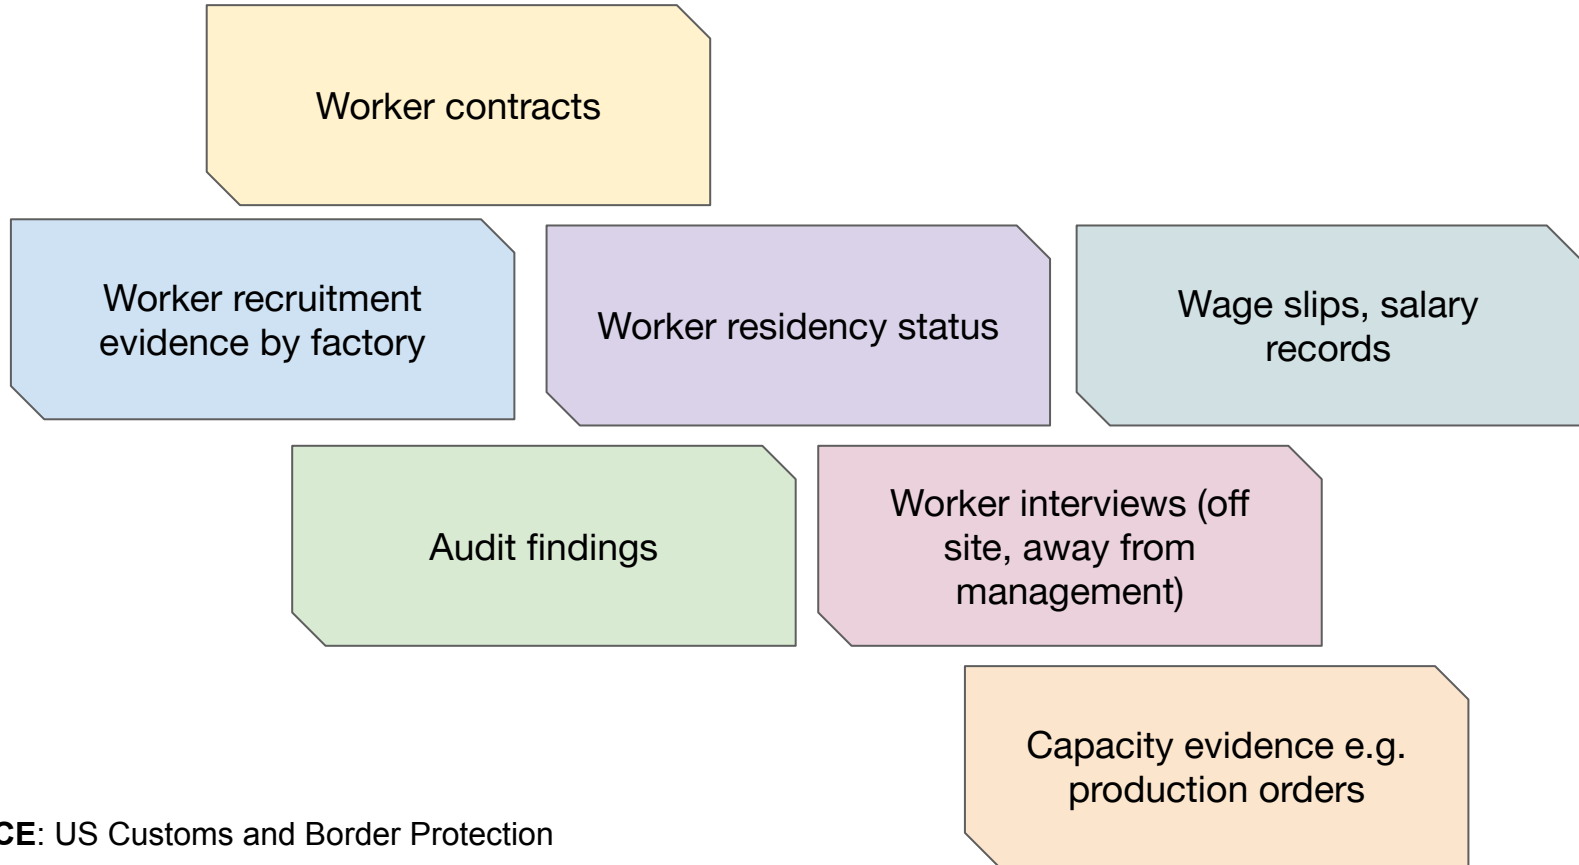 Worker contracts
Worker recruitment
evidence by factory
Worker residency status
Wage slips, salary
records
Audit findings
Worker interviews (off
site, away from
management)
Capacity evidence e.g.
production orders
CE: US Customs and Border Protection